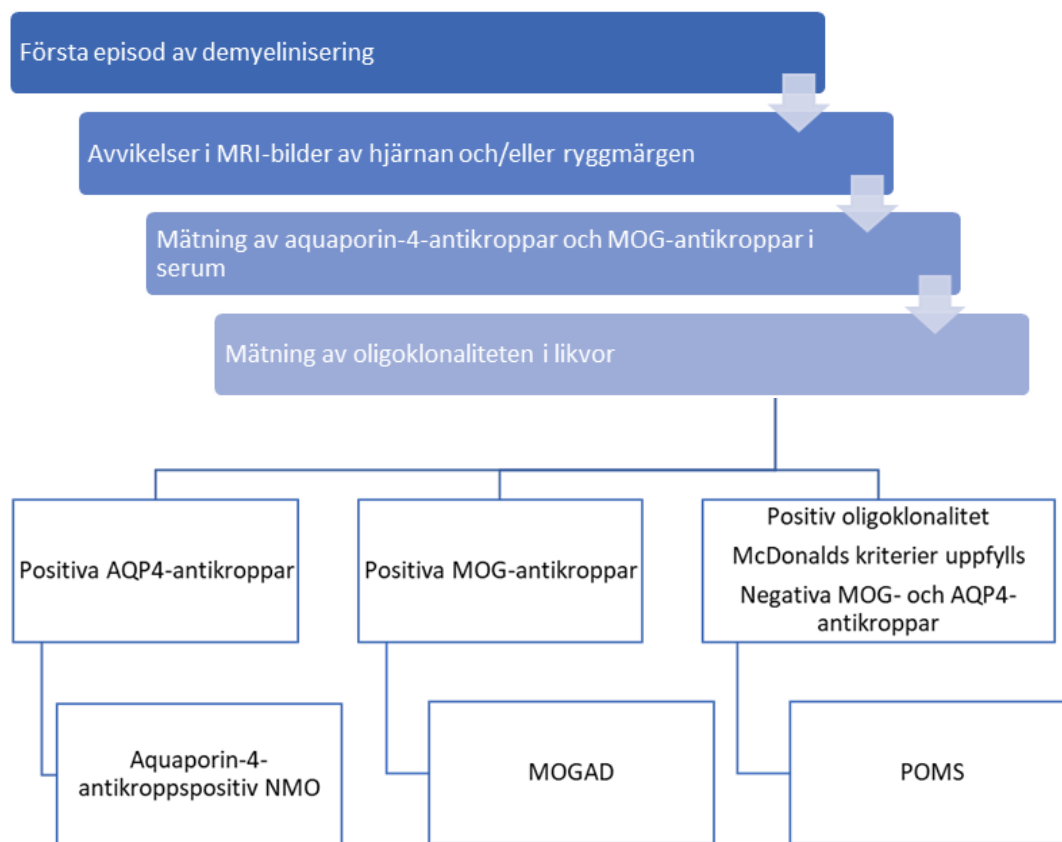 Första episod av demyelinisering
Avvikelser i MRI-bilder av hjärnan och/eller ryggmärgen
Mätning av aquaporin-4-antikroppar och MOG-antikroppar i
serum
Mätning av oligoklonaliteten i likvor
Positiva AQP4-antikroppar
Positiva MOG-antikroppar
Positiv oligoklonalitet
McDonalds kriterier uppfylls
Negativa MOG- och AQP4-
antikroppar
Aquaporin-4-
antikroppspositiv NMO
MOGAD
POMS